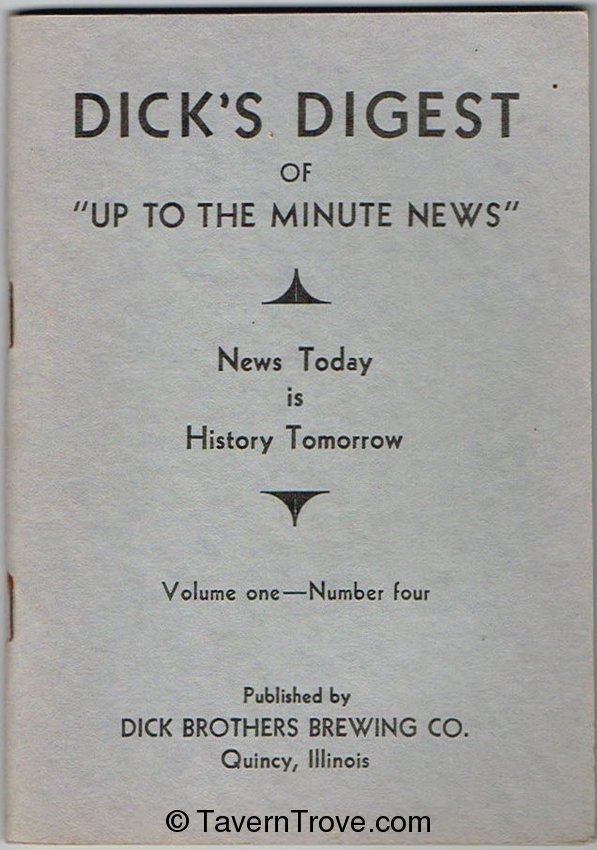 DICK'S DIGEST
OF
"UP TO THE MINUTE NEWS"
News Today
is
History Tomorrow
Volume one—Number four
Published by
DICK BROTHERS BREWING CO.
Quincy, Illinois
© TavernTrove.com